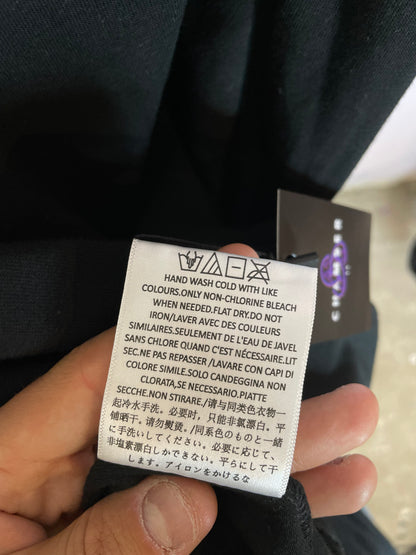 HAND WASH COLD WITH LIKE
COLOURS.ONLY NON-CHLORINE BLEACH
WHEN NEEDED.FLAT DRY.DO NOT
IRON/LAVER AVEC DES COULEURS
SIMILAIRES.SEULEMENT DE L'EAU DE JAVEL
SANS CHLORE QUAND C'EST NÉCESSAIRE.LIT
SEC.NE PAS REPASSER /LAVARE CON CAPI DI
COLORE SIMILE.SOLO CANDEGGINA NON
CLORATA,SE NECESSARIO.PIATTE
SECCHE.NON STIRARE./请与同类色衣物一
起冷水手洗。必要时，只能非氯漂白。平
铺晒干。请勿熨烫。/同系色のものと一緒
に手洗いしてください。必要に応じて、
非塩素漂白しかできない。平らにして干
します。アイロンをかけるな